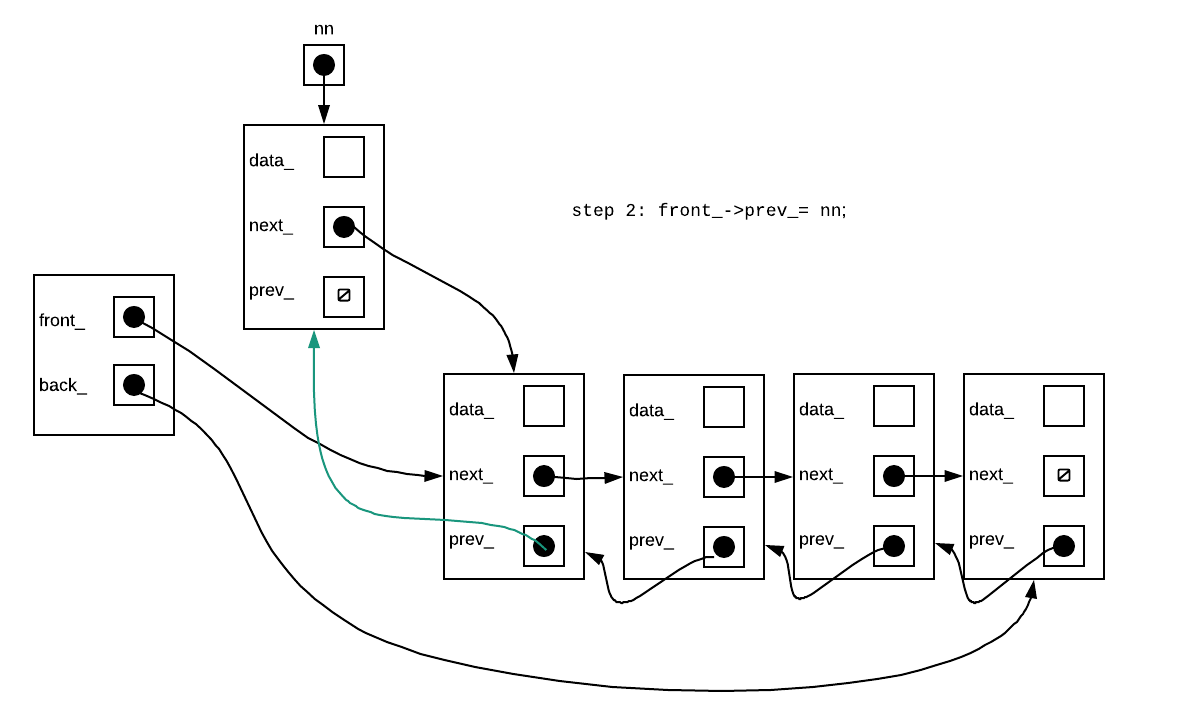 nn
data_
next_
prev_
step 2: front_->prev_= nn;
front_
back_
data_
next_
prev_
data_
next_
prev_
data_
next_
prev_
data_
next_
prev_